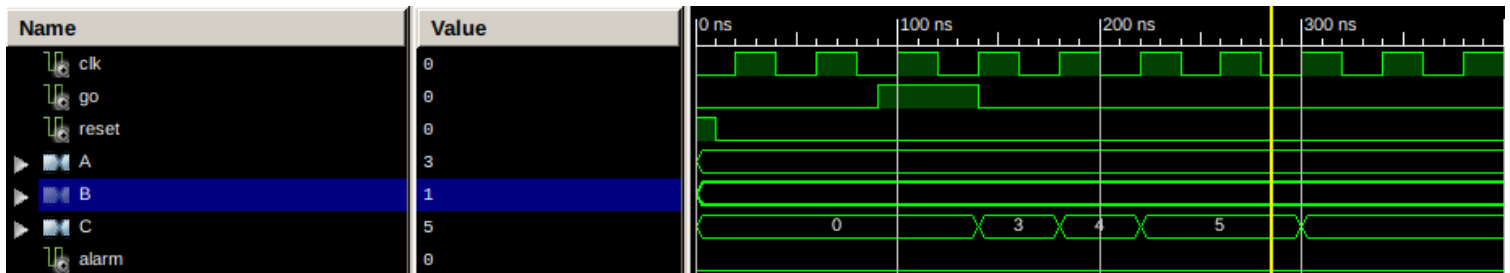 Name Value 0 ns 100 ns 200 ns 300 ns
clk 0
go 0
reset 0
A 3
B 1
C 5 0 3 4 5
alarm 0